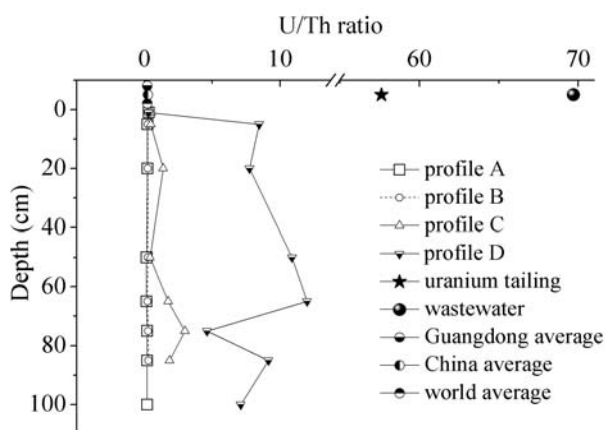 U/Th ratio
0 10 60 70
0
20
40
60
80
100
Depth (cm)
profile A
profile B
profile C
profile D
uranium tailing
wastewater
Guangdong average
China average
world average